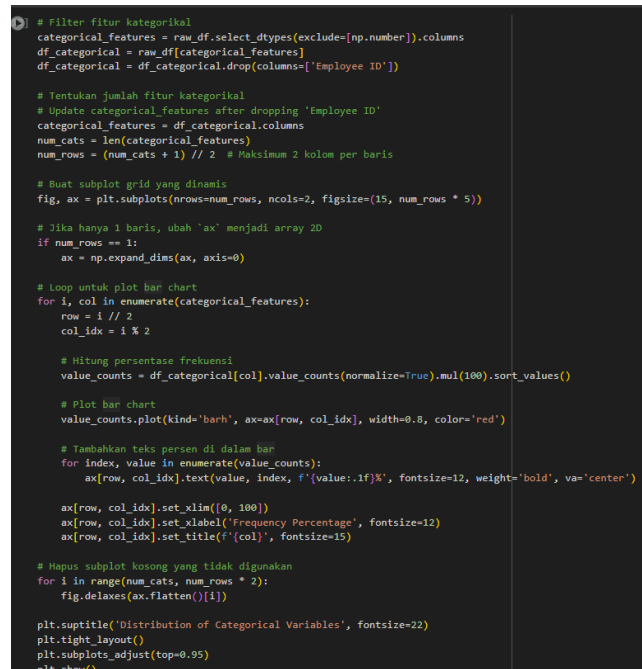 # Filter fitur kategorikal
categorical_features = raw_df.select_dtypes(exclude=[np.number]).columns
df_categorical = raw_df[categorical_features]
df_categorical = df_categorical.drop(columns=['Employee ID'])

# Tentukan jumlah fitur kategorikal
# Update categorical_features after dropping 'Employee ID'
categorical_features = df_categorical.columns
num_cats = len(categorical_features)
num_rows = (num_cats + 1) // 2  # Maksimum 2 kolom per baris

# Buat subplot grid yang dinamis
fig, ax = plt.subplots(nrows=num_rows, ncols=2, figsize=(15, num_rows * 5))

# Jika hanya 1 baris, ubah `ax` menjadi array 2D
if num_rows == 1:
    ax = np.expand_dims(ax, axis=0)

# Loop untuk plot bar chart
for i, col in enumerate(categorical_features):
    row = i // 2
    col_idx = i % 2

    # Hitung persentase frekuensi
    value_counts = df_categorical[col].value_counts(normalize=True).mul(100).sort_values()

    # Plot bar chart
    value_counts.plot(kind='barh', ax=ax[row, col_idx], width=0.8, color='red')

    # Tambahkan teks persen di dalam bar
    for index, value in enumerate(value_counts):
        ax[row, col_idx].text(value, index, f'{value:.1f}%', fontsize=12, weight='bold', va='center')

    ax[row, col_idx].set_xlim([0, 100])
    ax[row, col_idx].set_xlabel('Frequency Percentage', fontsize=12)
    ax[row, col_idx].set_title(f'{col}', fontsize=15)

# Hapus subplot kosong yang tidak digunakan
for i in range(num_cats, num_rows * 2):
    fig.delaxes(ax.flatten()[i])

plt.suptitle('Distribution of Categorical Variables', fontsize=22)
plt.tight_layout()
plt.subplots_adjust(top=0.95)
plt.show()